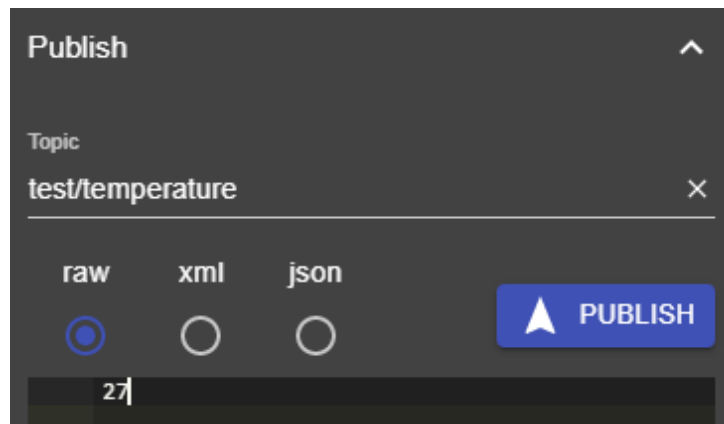 Publish
Topic
test/temperature
raw xml json
PUBLISH
27